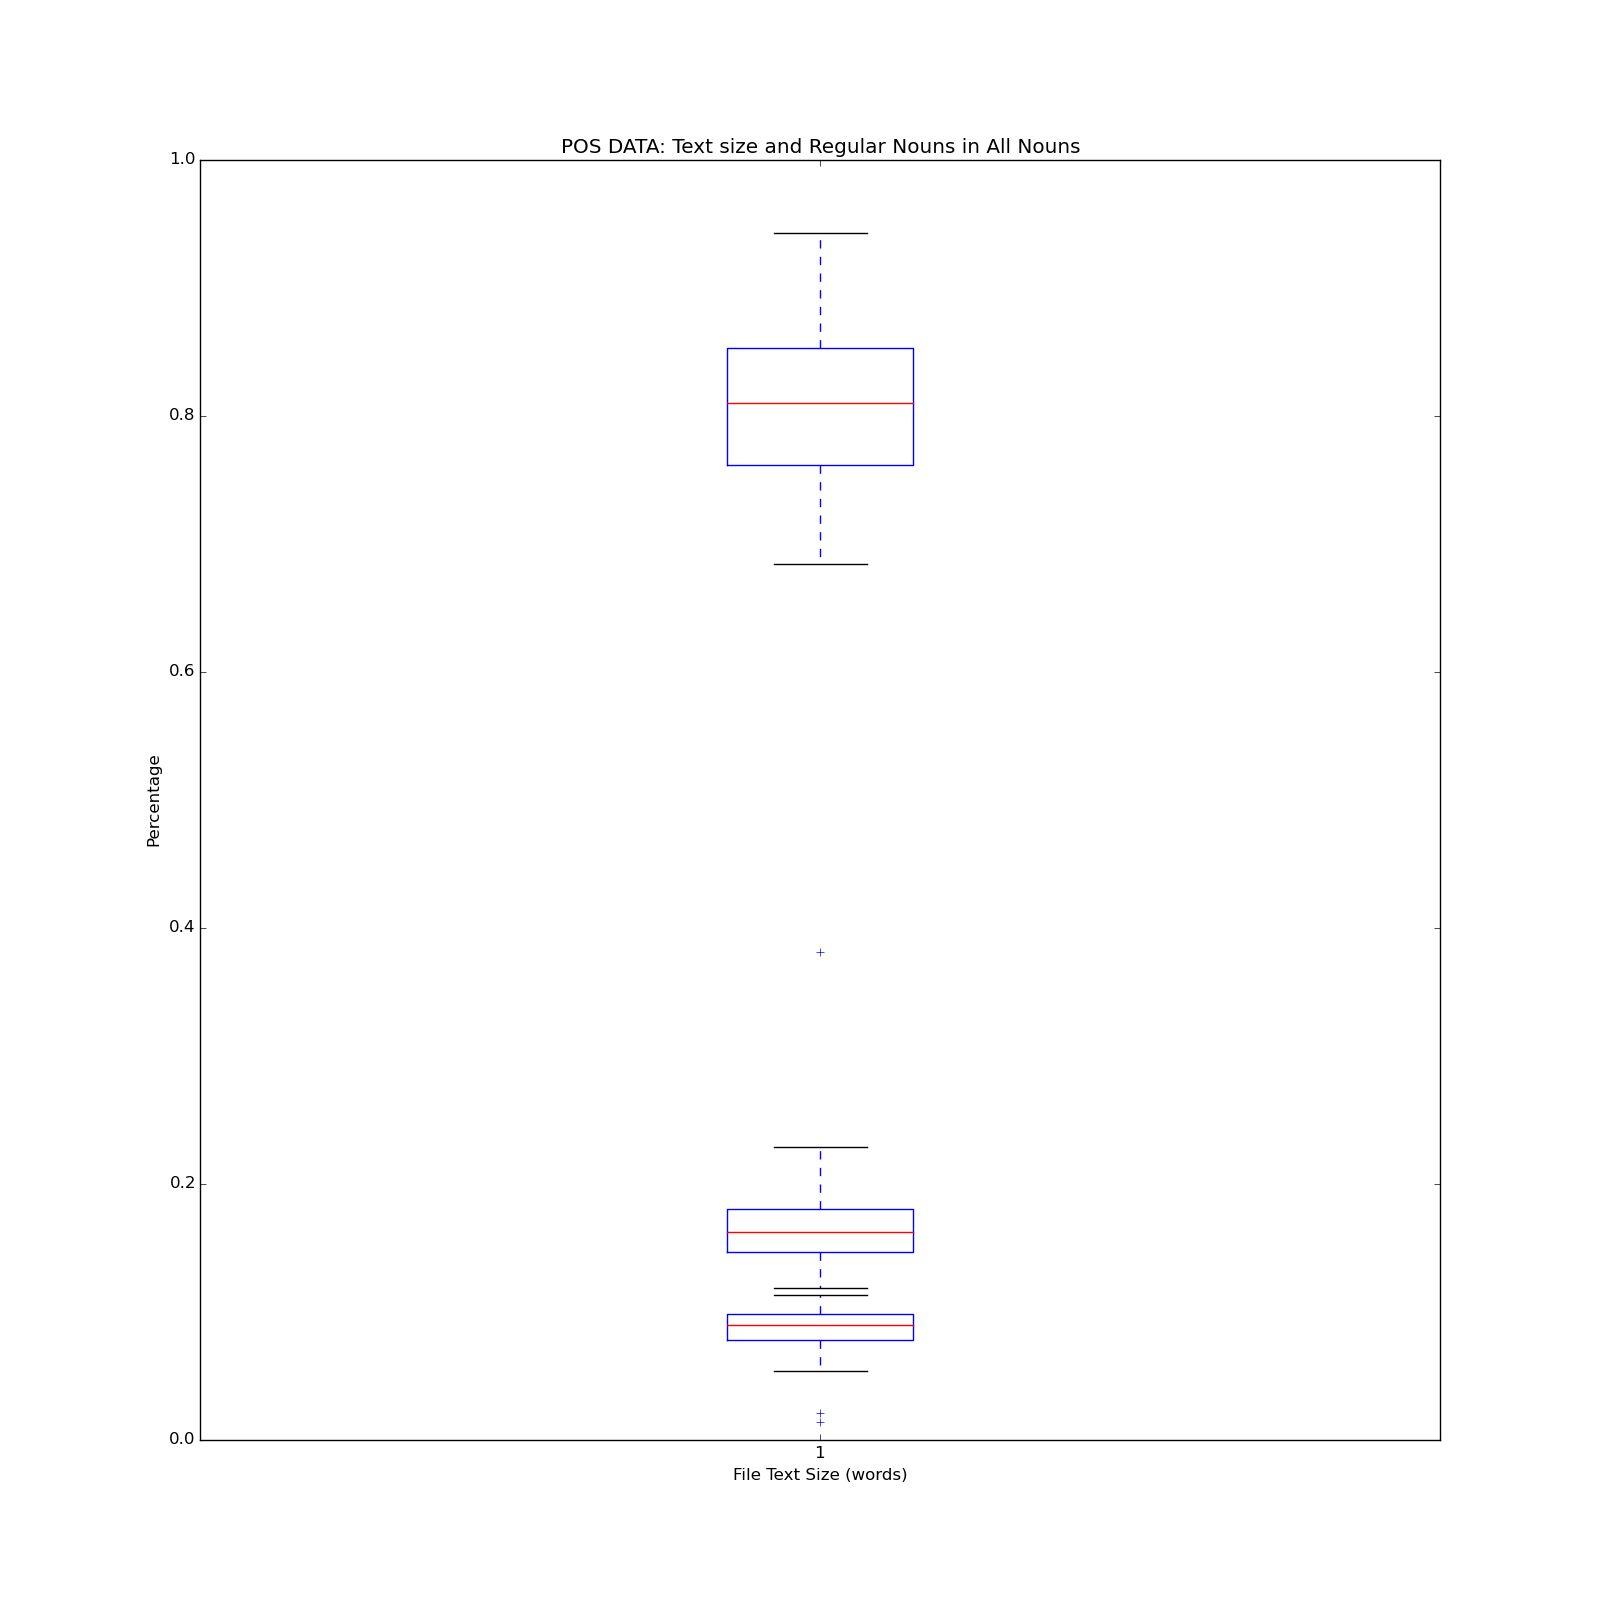 POS DATA: Text size and Regular Nouns in All Nouns
1.0
0.8
0.6
Percentage
0.4
0.2
0.0
1
File Text Size (words)